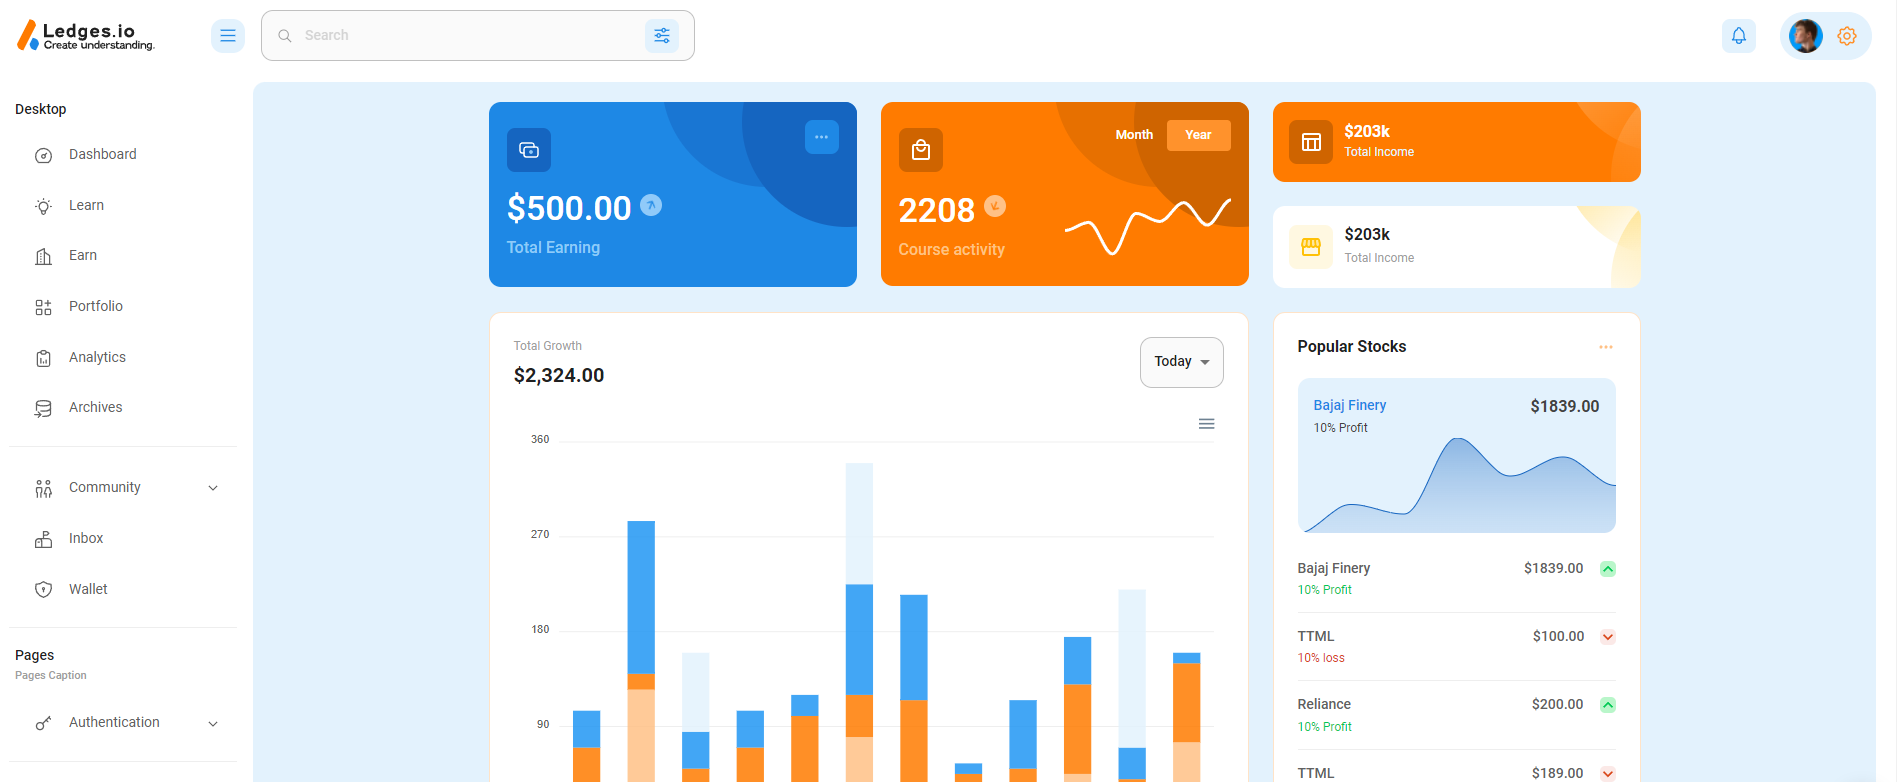 Ledges.io
Create understanding.
Search
Desktop
Dashboard
Learn
Earn
Portfolio
Analytics
Archives
Community
Inbox
Wallet
Pages
Pages Caption
Authentication
$500.00
Total Earning
Month Year
2208
Course activity
$203k
Total Income
$203k
Total Income
Total Growth
$2,324.00
Today
360
270
180
90
Popular Stocks
Bajaj Finery $1839.00
10% Profit
Bajaj Finery $1839.00
10% Profit
TTML $100.00
10% loss
Reliance $200.00
10% Profit
TTML $189.00